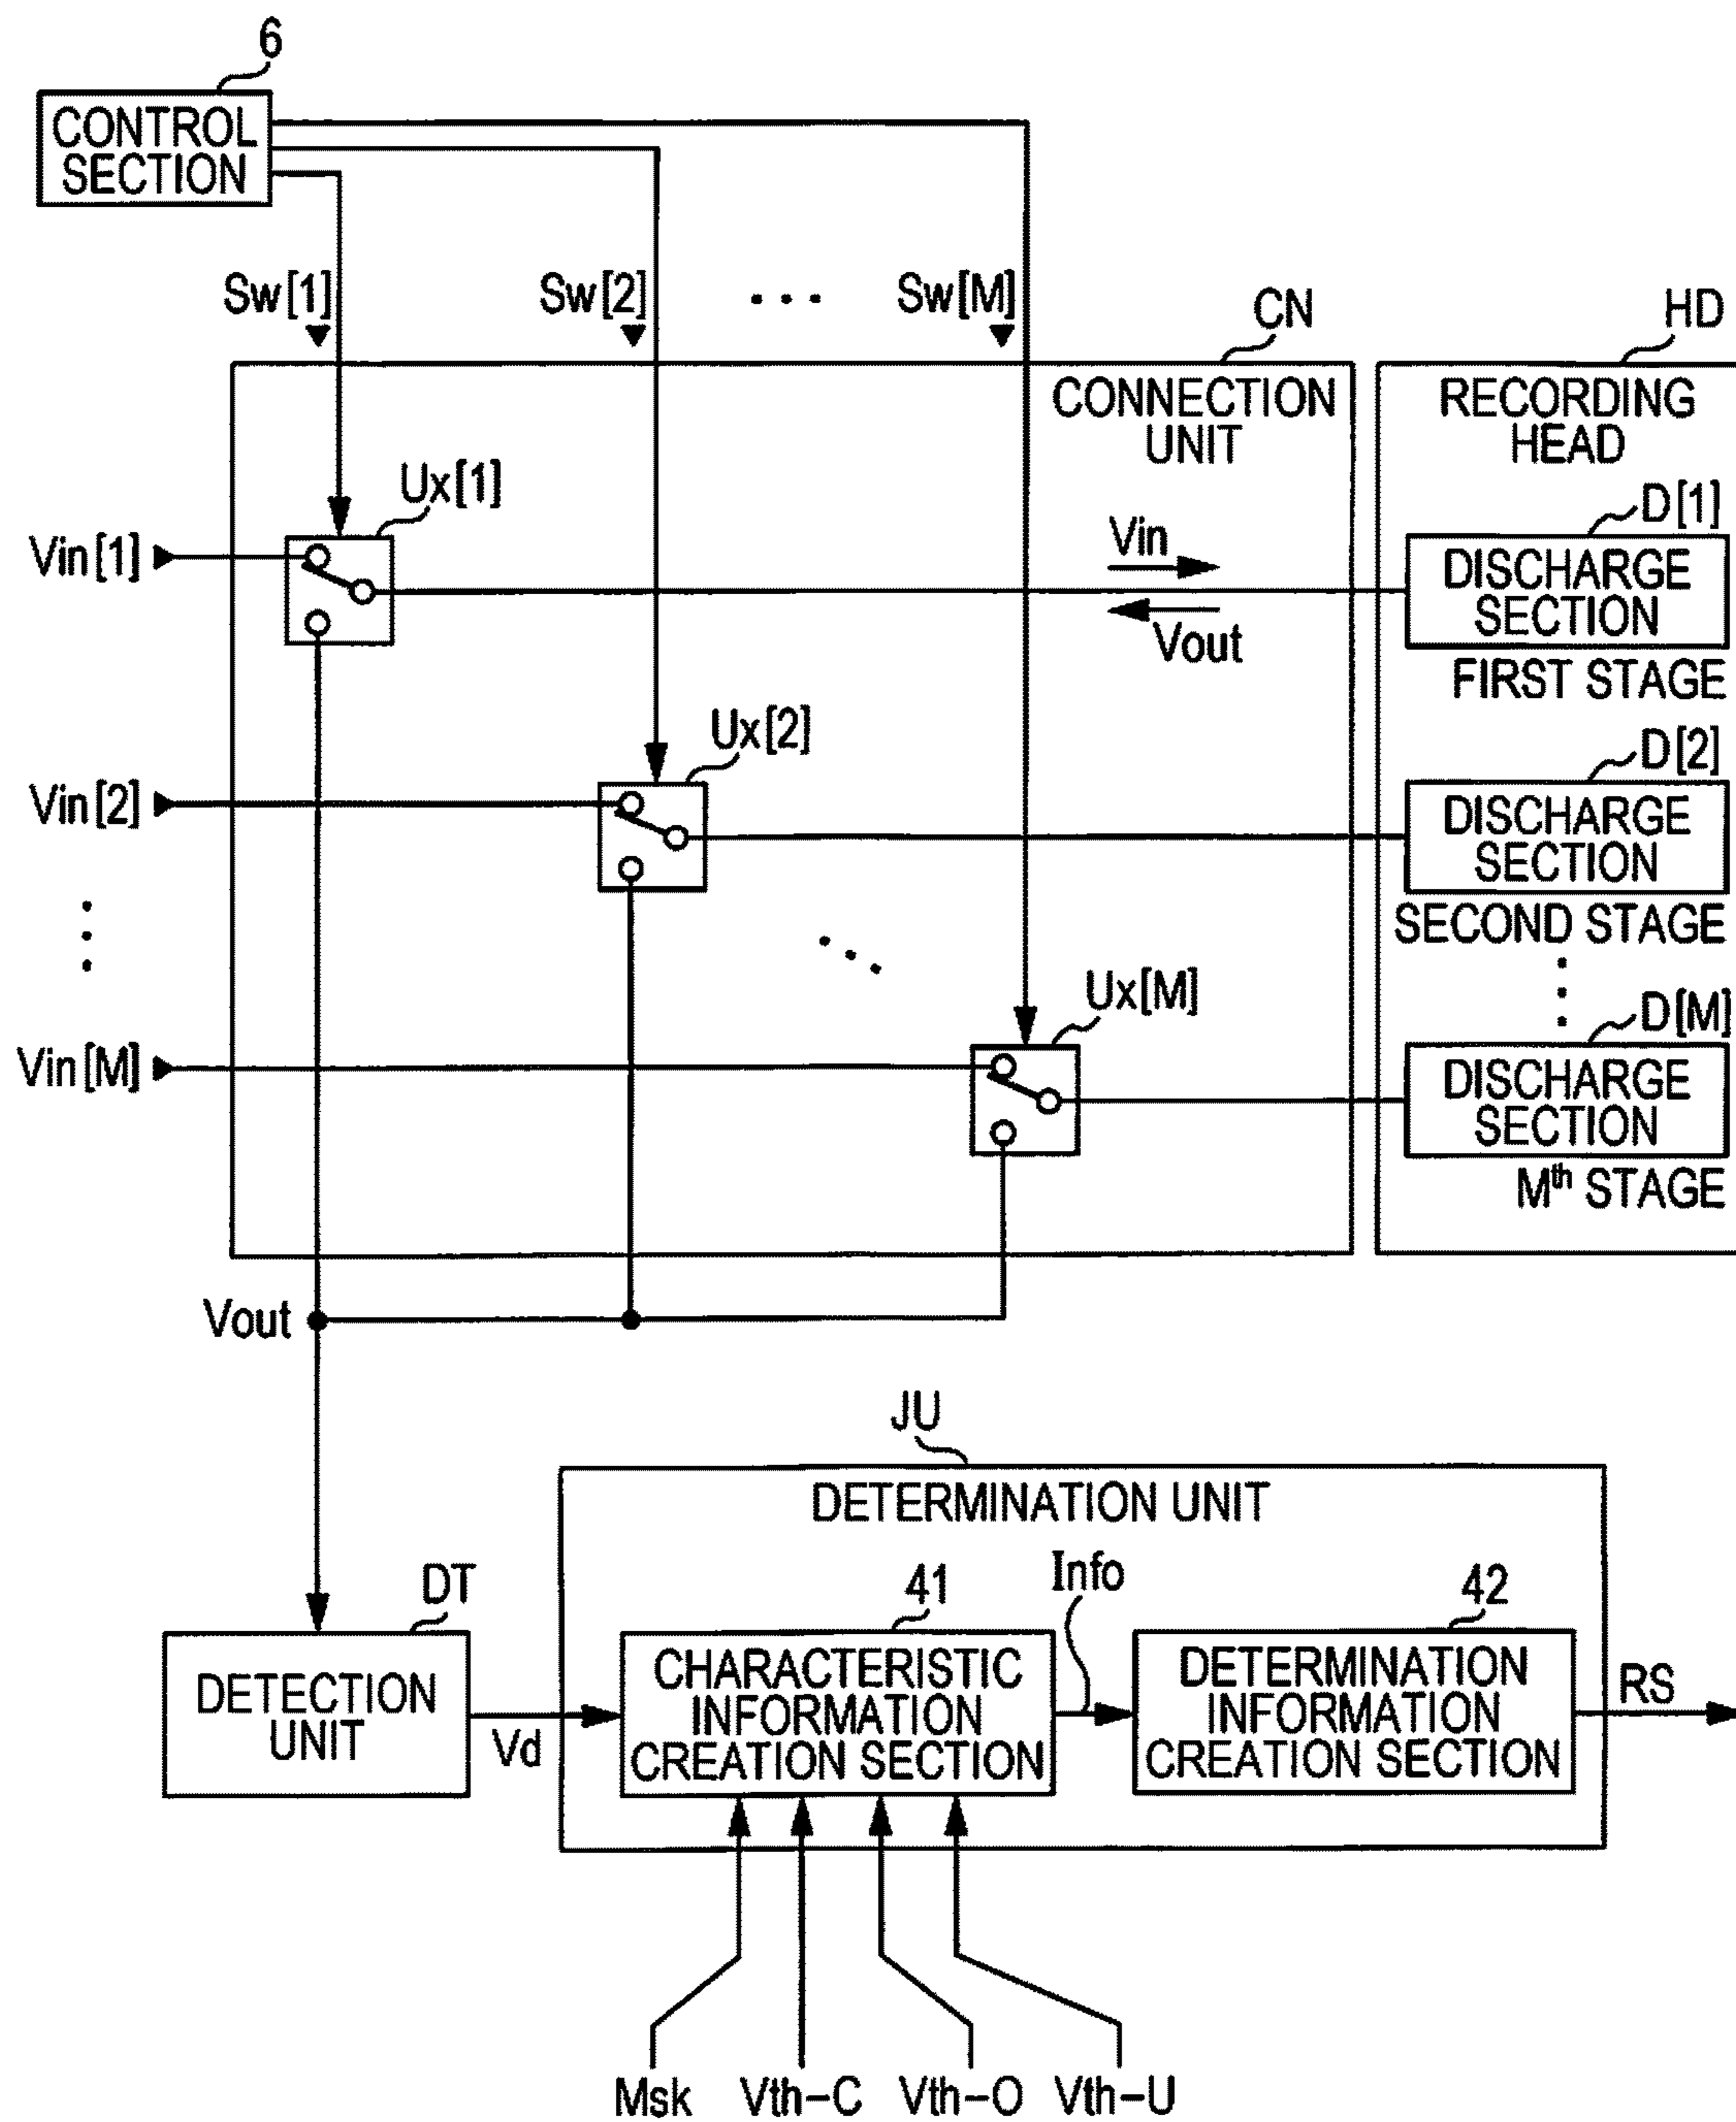 6
CONTROL
SECTION
Sw[1]
Sw[2]
...
Sw[M]
CN
HD
CONNECTION
UNIT
RECORDING
HEAD
Ux[1]
D[1]
Vin[1]
Vin
DISCHARGE
SECTION
Vout
FIRST STAGE
Ux[2]
D[2]
Vin[2]
DISCHARGE
SECTION
SECOND STAGE
Ux[M]
D[M]
Vin[M]
DISCHARGE
SECTION
Mth STAGE
Vout
JU
DETERMINATION UNIT
DT
41
Info
42
DETECTION
UNIT
Vd
CHARACTERISTIC
INFORMATION
CREATION SECTION
DETERMINATION
INFORMATION
CREATION SECTION
RS
Msk
Vth-C
Vth-O
Vth-U